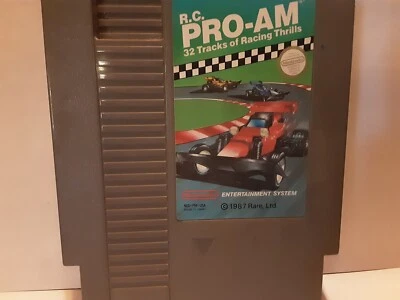 R.C.
PRO-AM
32 Tracks of Racing Thrills
ENTERTAINMENT SYSTEM
© 1987 Rare, Ltd